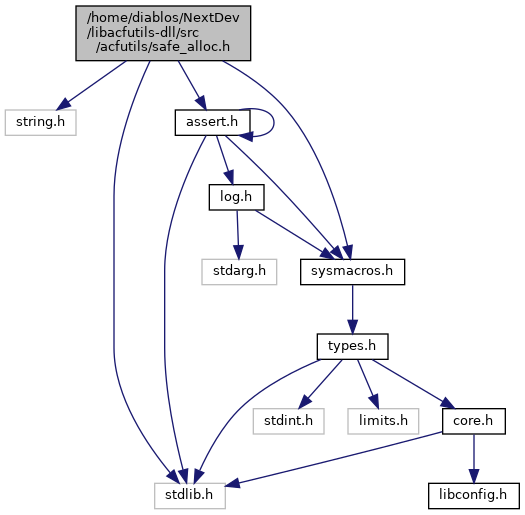 /home/diablos/NextDev
/libacfutils-dll/src
/acfutils/safe_alloc.h
string.h
assert.h
log.h
stdarg.h
sysmacros.h
types.h
stdint.h
limits.h
core.h
stdlib.h
libconfig.h